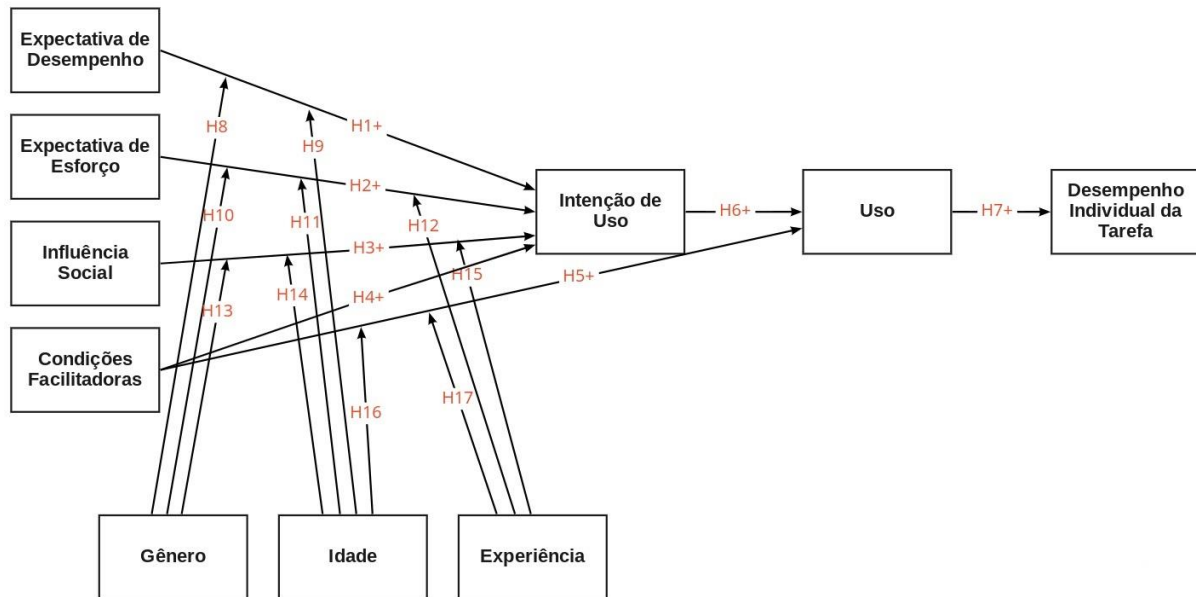 Expectativa de
Desempenho
H1+
H8
H9
Expectativa de
Esforço
H2+
H10
H11
H12
Intenção de
Uso
H6+
Uso
H7+
Desempenho
Individual da
Tarefa
Influência
Social
H3+
H13
H14
H15
H4+
H5+
Condições
Facilitadoras
H16
H17
Gênero
Idade
Experiência